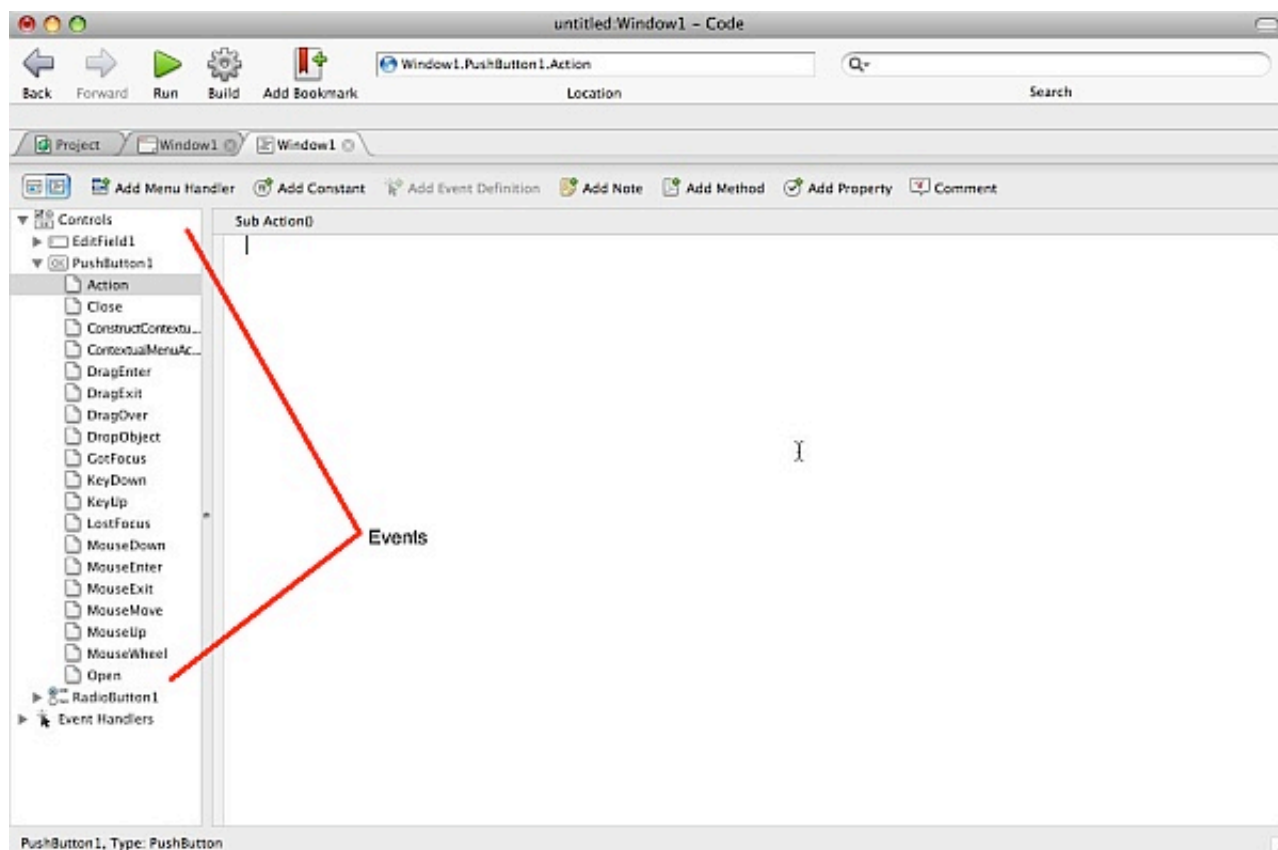 untitled:Window1 – Code
Window1.PushButton1.Action
Back Forward Run Build Add Bookmark Location Search
Project Window1 Window1
Add Menu Handler Add Constant Add Event Definition Add Note Add Method Add Property Comment
Controls
Sub Action()
EditField1
PushButton1
Action
Close
ConstructContextu...
ContextualMenuAc...
DragEnter
DragExit
DragOver
DropObject
GotFocus
KeyDown
KeyUp
LostFocus
MouseDown
MouseEnter
MouseExit
MouseMove
MouseUp
MouseWheel
Open
RadioButton1
Event Handlers
Events
PushButton1, Type: PushButton